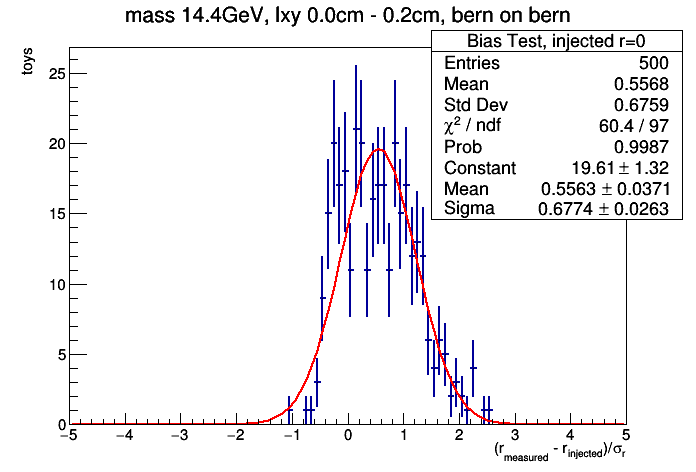 mass 14.4GeV, lxy 0.0cm - 0.2cm, bern on bern
Bias Test, injected r=0
Entries 500
Mean 0.5568
Std Dev 0.6759
χ² / ndf 60.4 / 97
Prob 0.9987
Constant 19.61 ± 1.32
Mean 0.5563 ± 0.0371
Sigma 0.6774 ± 0.0263
toys
25
20
15
10
5
0
−5 −4 −3 −2 −1 0 1 2 3 4 5
(r_measured - r_injected)/σ_r